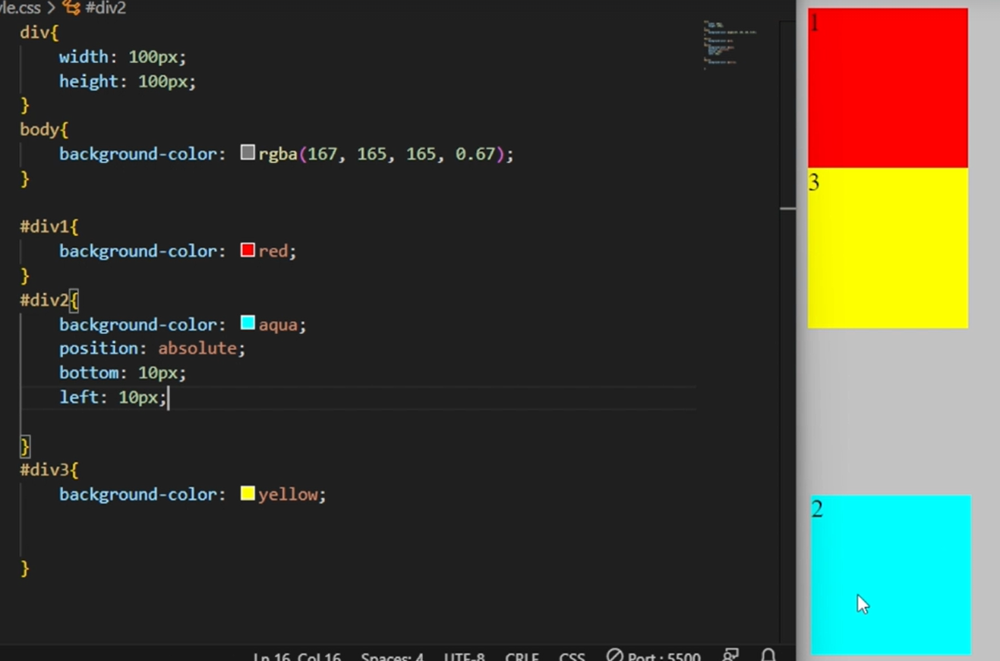 le.css > #div2
div{
width: 100px;
height: 100px;
}
body{
background-color: rgba(167, 165, 165, 0.67);
}
#div1{
background-color: red;
}
#div2{
background-color: aqua;
position: absolute;
bottom: 10px;
left: 10px;
}
#div3{
background-color: yellow;
}
Ln 16, Col 16 Spaces: 4 UTF-8 CRLF CSS Port : 5500
1
3
2